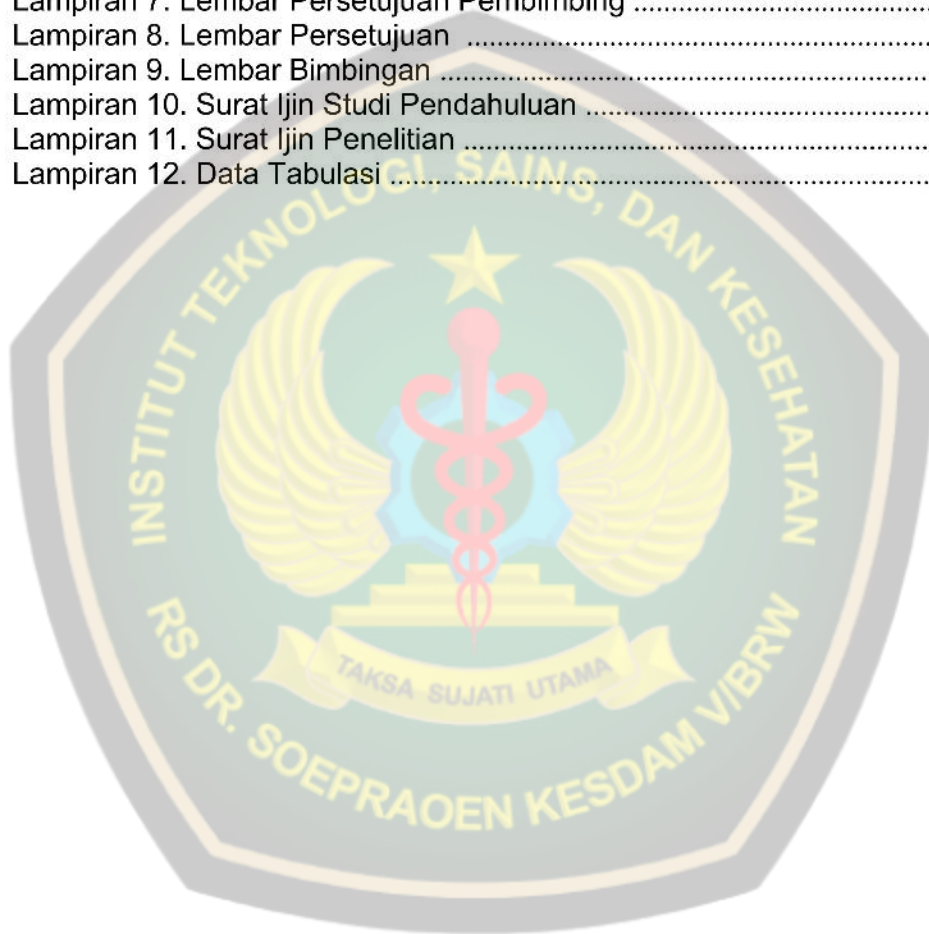 Lampiran 7. Lembar Persetujuan Pembimbing ....................................
Lampiran 8. Lembar Persetujuan ..........................................................
Lampiran 9. Lembar Bimbingan .............................................................
Lampiran 10. Surat Ijin Studi Pendahuluan ...........................................
Lampiran 11. Surat Ijin Penelitian ..........................................................
Lampiran 12. Data Tabulasi ....................................................................
INSTITUT TEKNOLOGI, SAINS, DAN KESEHATAN
TAKSA SUJATI UTAMA
RS DR. SOEPRAOEN KESDAM V/BRW